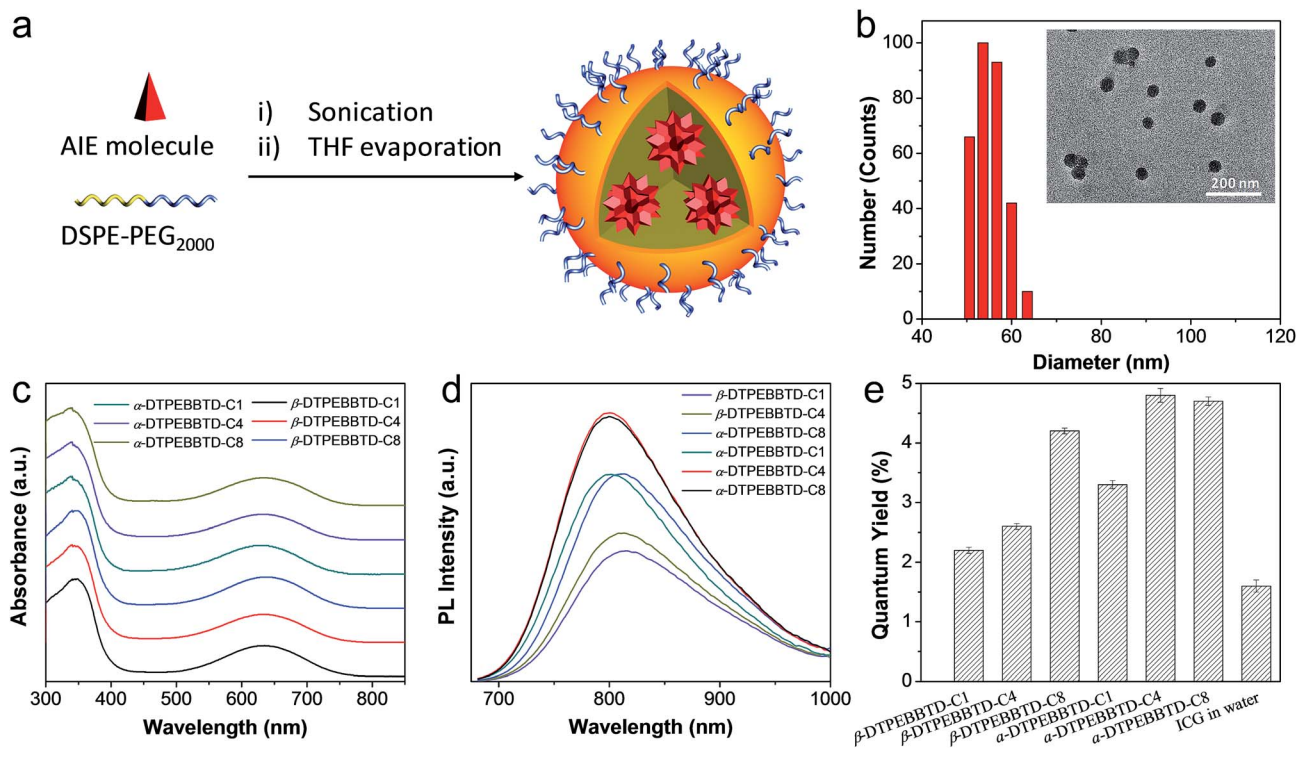 a
AIE molecule
DSPE-PEG2000
i) Sonication
ii) THF evaporation
b
Number (Counts)
100
80
60
40
20
0
40 60 80 100 120
Diameter (nm)
200 nm
c
Absorbance (a.u.)
α-DTPEBBTD-C1 β-DTPEBBTD-C1
α-DTPEBBTD-C4 β-DTPEBBTD-C4
α-DTPEBBTD-C8 β-DTPEBBTD-C8
300 400 500 600 700 800
Wavelength (nm)
d
PL Intensity (a.u.)
β-DTPEBBTD-C1
β-DTPEBBTD-C4
α-DTPEBBTD-C8
α-DTPEBBTD-C1
α-DTPEBBTD-C4
α-DTPEBBTD-C8
700 800 900 1000
Wavelength (nm)
e
Quantum Yield (%)
5
4
3
2
1
0
β-DTPEBBTD-C1
β-DTPEBBTD-C4
β-DTPEBBTD-C8
α-DTPEBBTD-C1
α-DTPEBBTD-C4
α-DTPEBBTD-C8
ICG in water